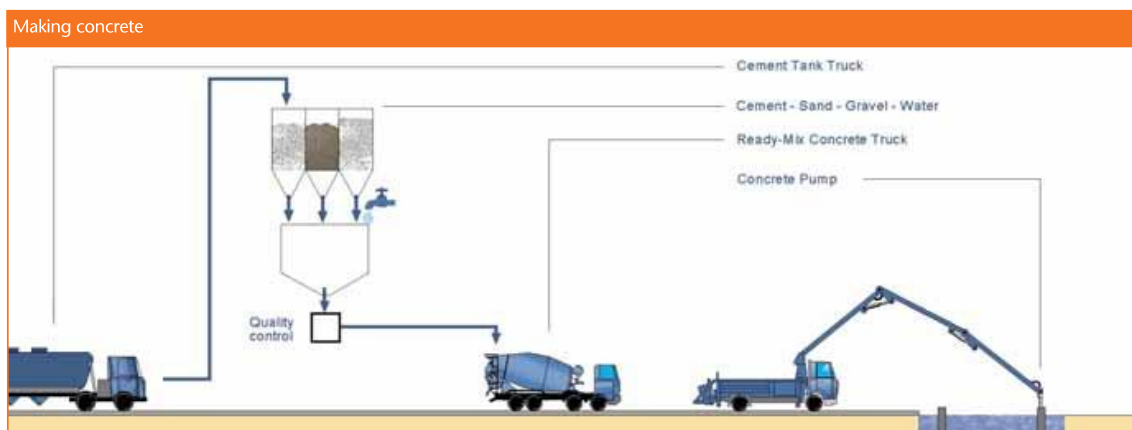 Making concrete
Cement Tank Truck
Cement - Sand - Gravel - Water
Ready-Mix Concrete Truck
Concrete Pump
Quality
control